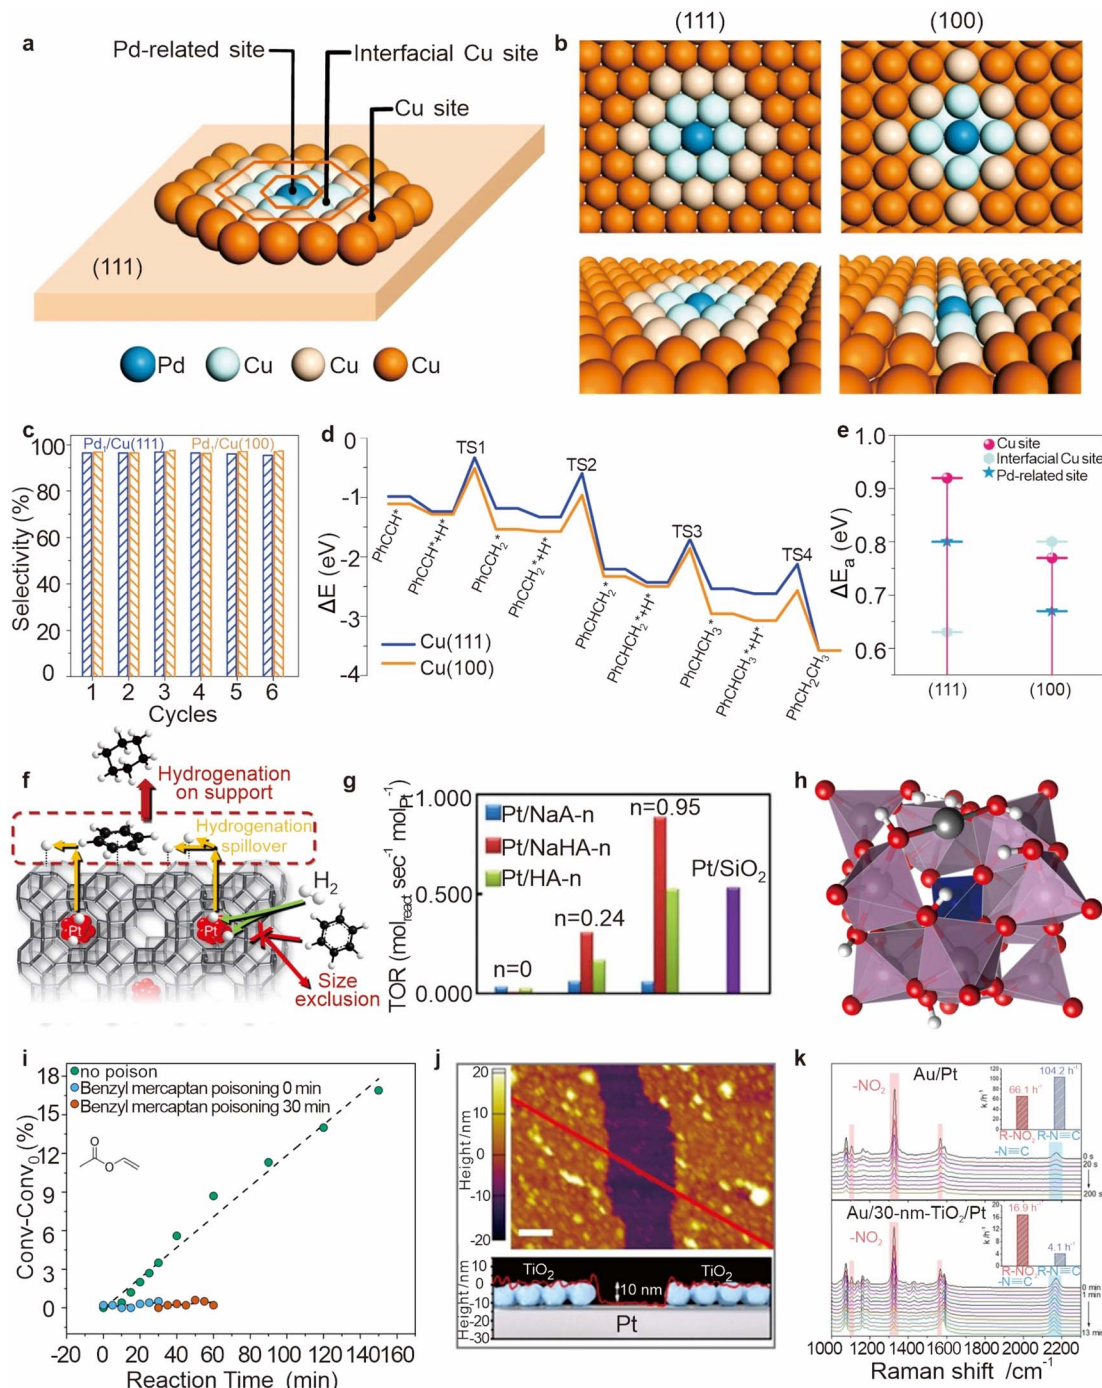 a
Pd-related site
Interfacial Cu site
Cu site
(111)
Pd
Cu
Cu
Cu
b
(111)
(100)
c
Pd1/Cu(111)
Pd1/Cu(100)
100
80
60
40
20
0
Selectivity (%)
1 2 3 4 5 6
Cycles
d
0
-1
-2
-3
-4
ΔE (eV)
TS1
TS2
TS3
TS4
PhCCH*
PhCCH*+H*
PhCCH2*
PhCCH2*+H*
PhCHCH2*
PhCHCH2*+H*
PhCHCH3*
PhCHCH3*+H*
PhCH2CH3
Cu(111)
Cu(100)
e
1.0
0.9
0.8
0.7
0.6
ΔEa (eV)
Cu site
Interfacial Cu site
Pd-related site
(111)
(100)
f
Hydrogenation
on support
Hydrogenation
spillover
H2
Pt
Pt
Size
exclusion
g
1.000
0.500
0.000
TOR (molreact sec-1 molPt-1)
Pt/NaA-n
Pt/NaHA-n
Pt/HA-n
n=0
n=0.24
n=0.95
Pt/SiO2
h
i
18
15
12
9
6
3
0
Conv-Conv0 (%)
no poison
Benzyl mercaptan poisoning 0 min
Benzyl mercaptan poisoning 30 min
O
O
-20 0 20 40 60 80 100 120 140 160
Reaction Time (min)
j
20
10
0
-10
-20
Height/nm
10
0
-10
-20
-30
Height/nm
TiO2
TiO2
10 nm
Pt
k
Au/Pt
-NO2
-N≡C
66.1 h-1
104.2 h-1
k/h-1
R-NO2
R-N≡C
0 s
20 s
200 s
Au/30-nm-TiO2/Pt
-NO2
-N≡C
16.9 h-1
4.1 h-1
k/h-1
R-NO2
R-N≡C
0 min
1 min
13 min
1000 1200 1400 1600 1800 2000 2200
Raman shift /cm-1